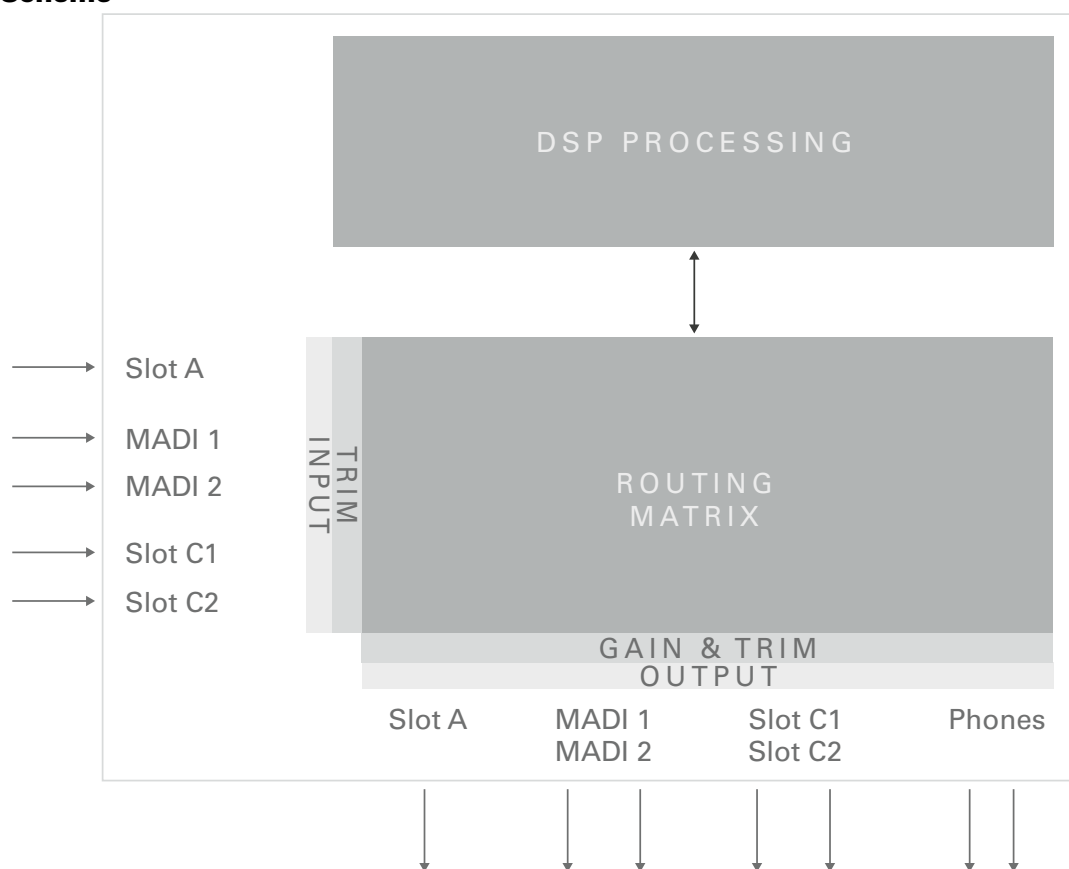 DSP PROCESSING
Slot A
MADI 1
MADI 2
Slot C1
Slot C2
INPUT
TRIM
ROUTING
MATRIX
GAIN & TRIM
OUTPUT
Slot A
MADI 1
MADI 2
Slot C1
Slot C2
Phones